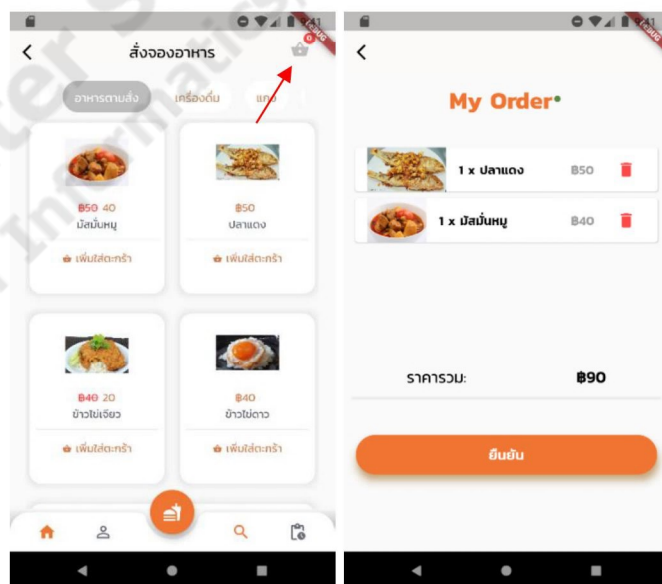 9:41
สั่งจองอาหาร
0
อาหารตามสั่ง
เครื่องดื่ม
แกง
฿50 40
มัสมั่นหมู
เพิ่มใส่ตะกร้า
฿50
ปลาแดง
เพิ่มใส่ตะกร้า
฿40 20
ข้าวไข่เจียว
เพิ่มใส่ตะกร้า
฿40
ข้าวไข่ดาว
เพิ่มใส่ตะกร้า
9:41
My Order
1 x ปลาแดง ฿50
1 x มัสมั่นหมู ฿40
ราคารวม: ฿90
ยืนยัน